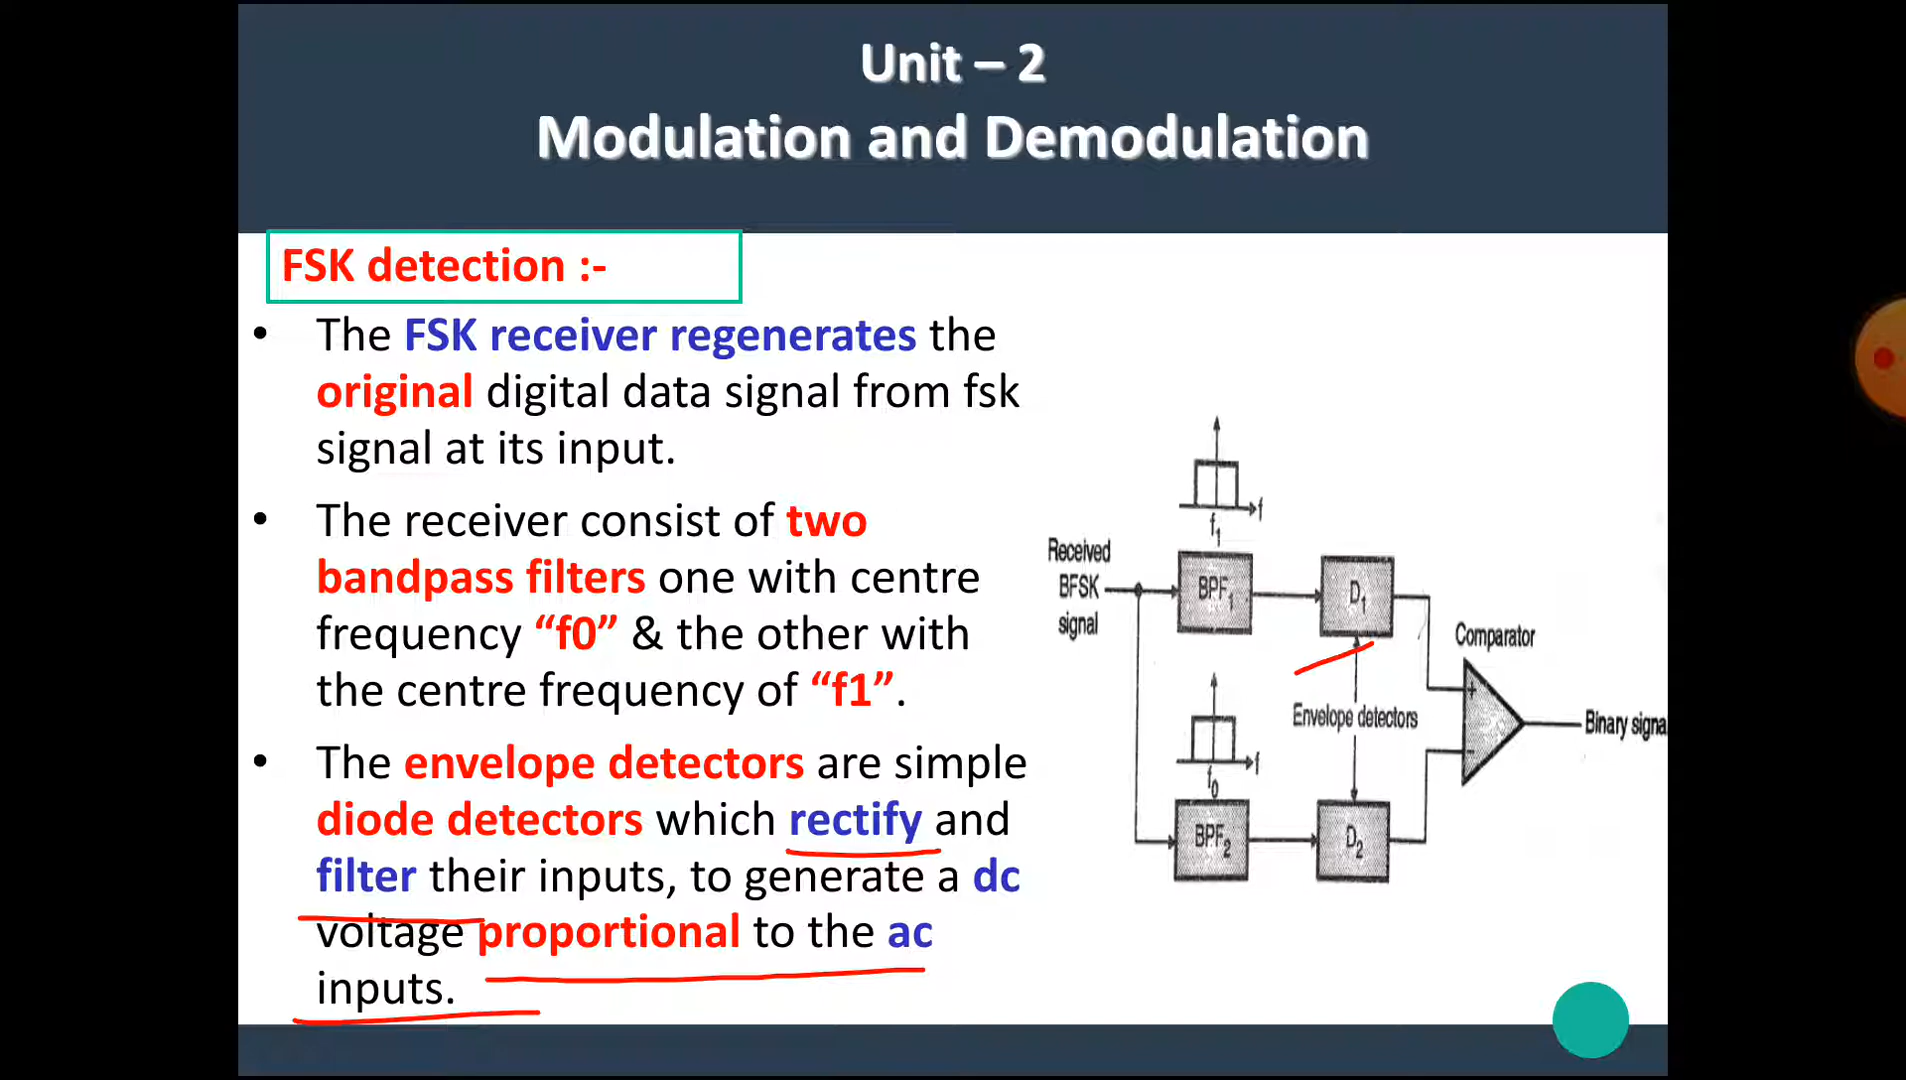 Unit – 2
Modulation and Demodulation
FSK detection :-
• The FSK receiver regenerates the
original digital data signal from fsk
signal at its input.
• The receiver consist of two
bandpass filters one with centre
frequency “f0” & the other with
the centre frequency of “f1”.
• The envelope detectors are simple
diode detectors which rectify and
filter their inputs, to generate a dc
voltage proportional to the ac
inputs.
f
f1
Received
BFSK
signal
BPF1
D1
Comparator
+
Envelope detectors
Binary signa
-
f
f0
BPF2
D2